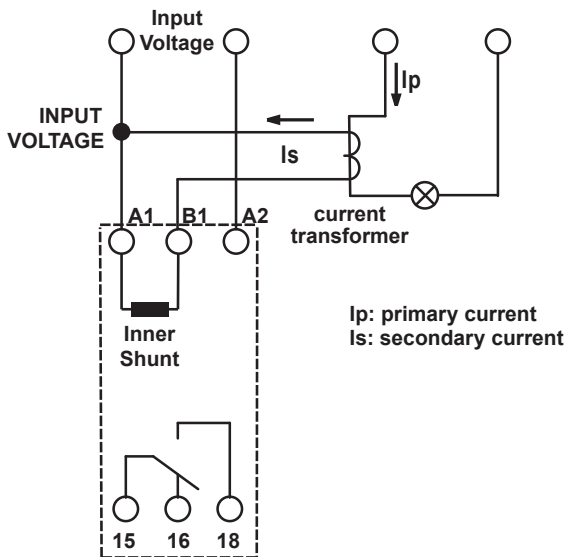 Input
Voltage
Ip
INPUT
VOLTAGE
Is
A1 B1 A2
current
transformer
Inner
Shunt
Ip: primary current
Is: secondary current
15 16 18